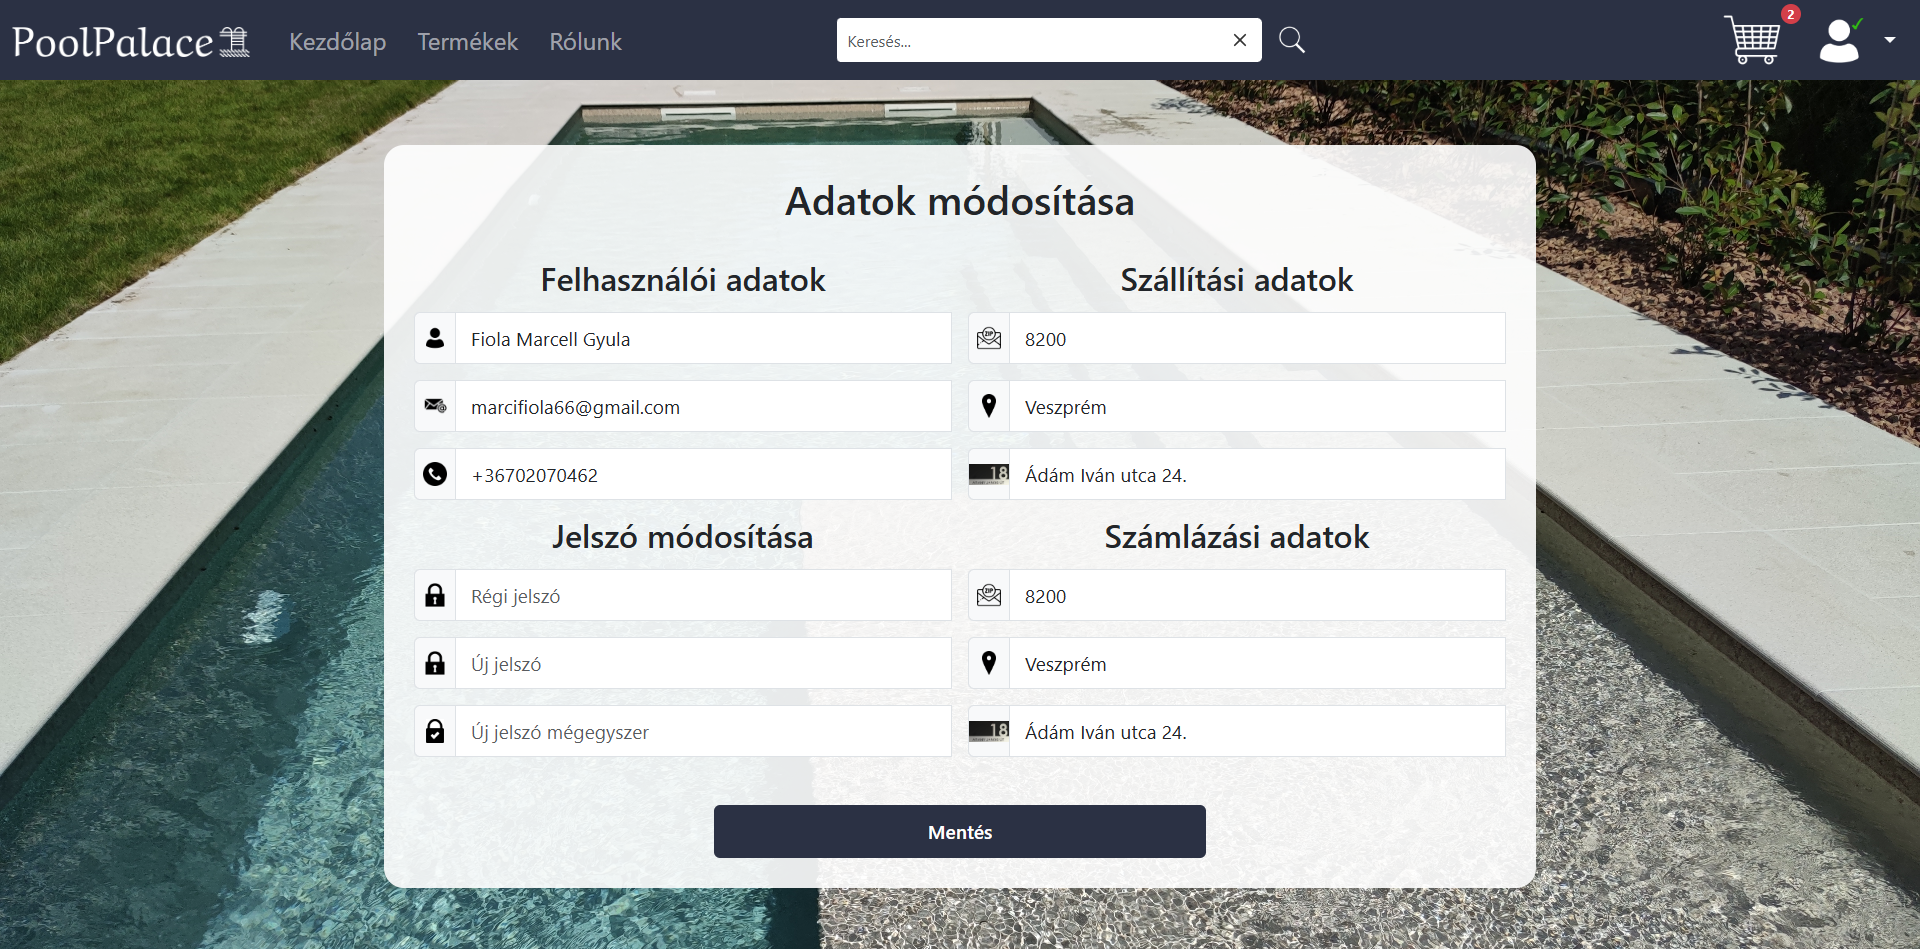 PoolPalace Kezdőlap Termékek Rólunk Keresés... 2
Adatok módosítása
Felhasználói adatok
Fiola Marcell Gyula
marcifiola66@gmail.com
+36702070462
Szállítási adatok
ZIP 8200
Veszprém
18 Ádám Iván utca 24.
Jelszó módosítása
Régi jelszó
Új jelszó
Új jelszó mégegyszer
Számlázási adatok
ZIP 8200
Veszprém
18 Ádám Iván utca 24.
Mentés